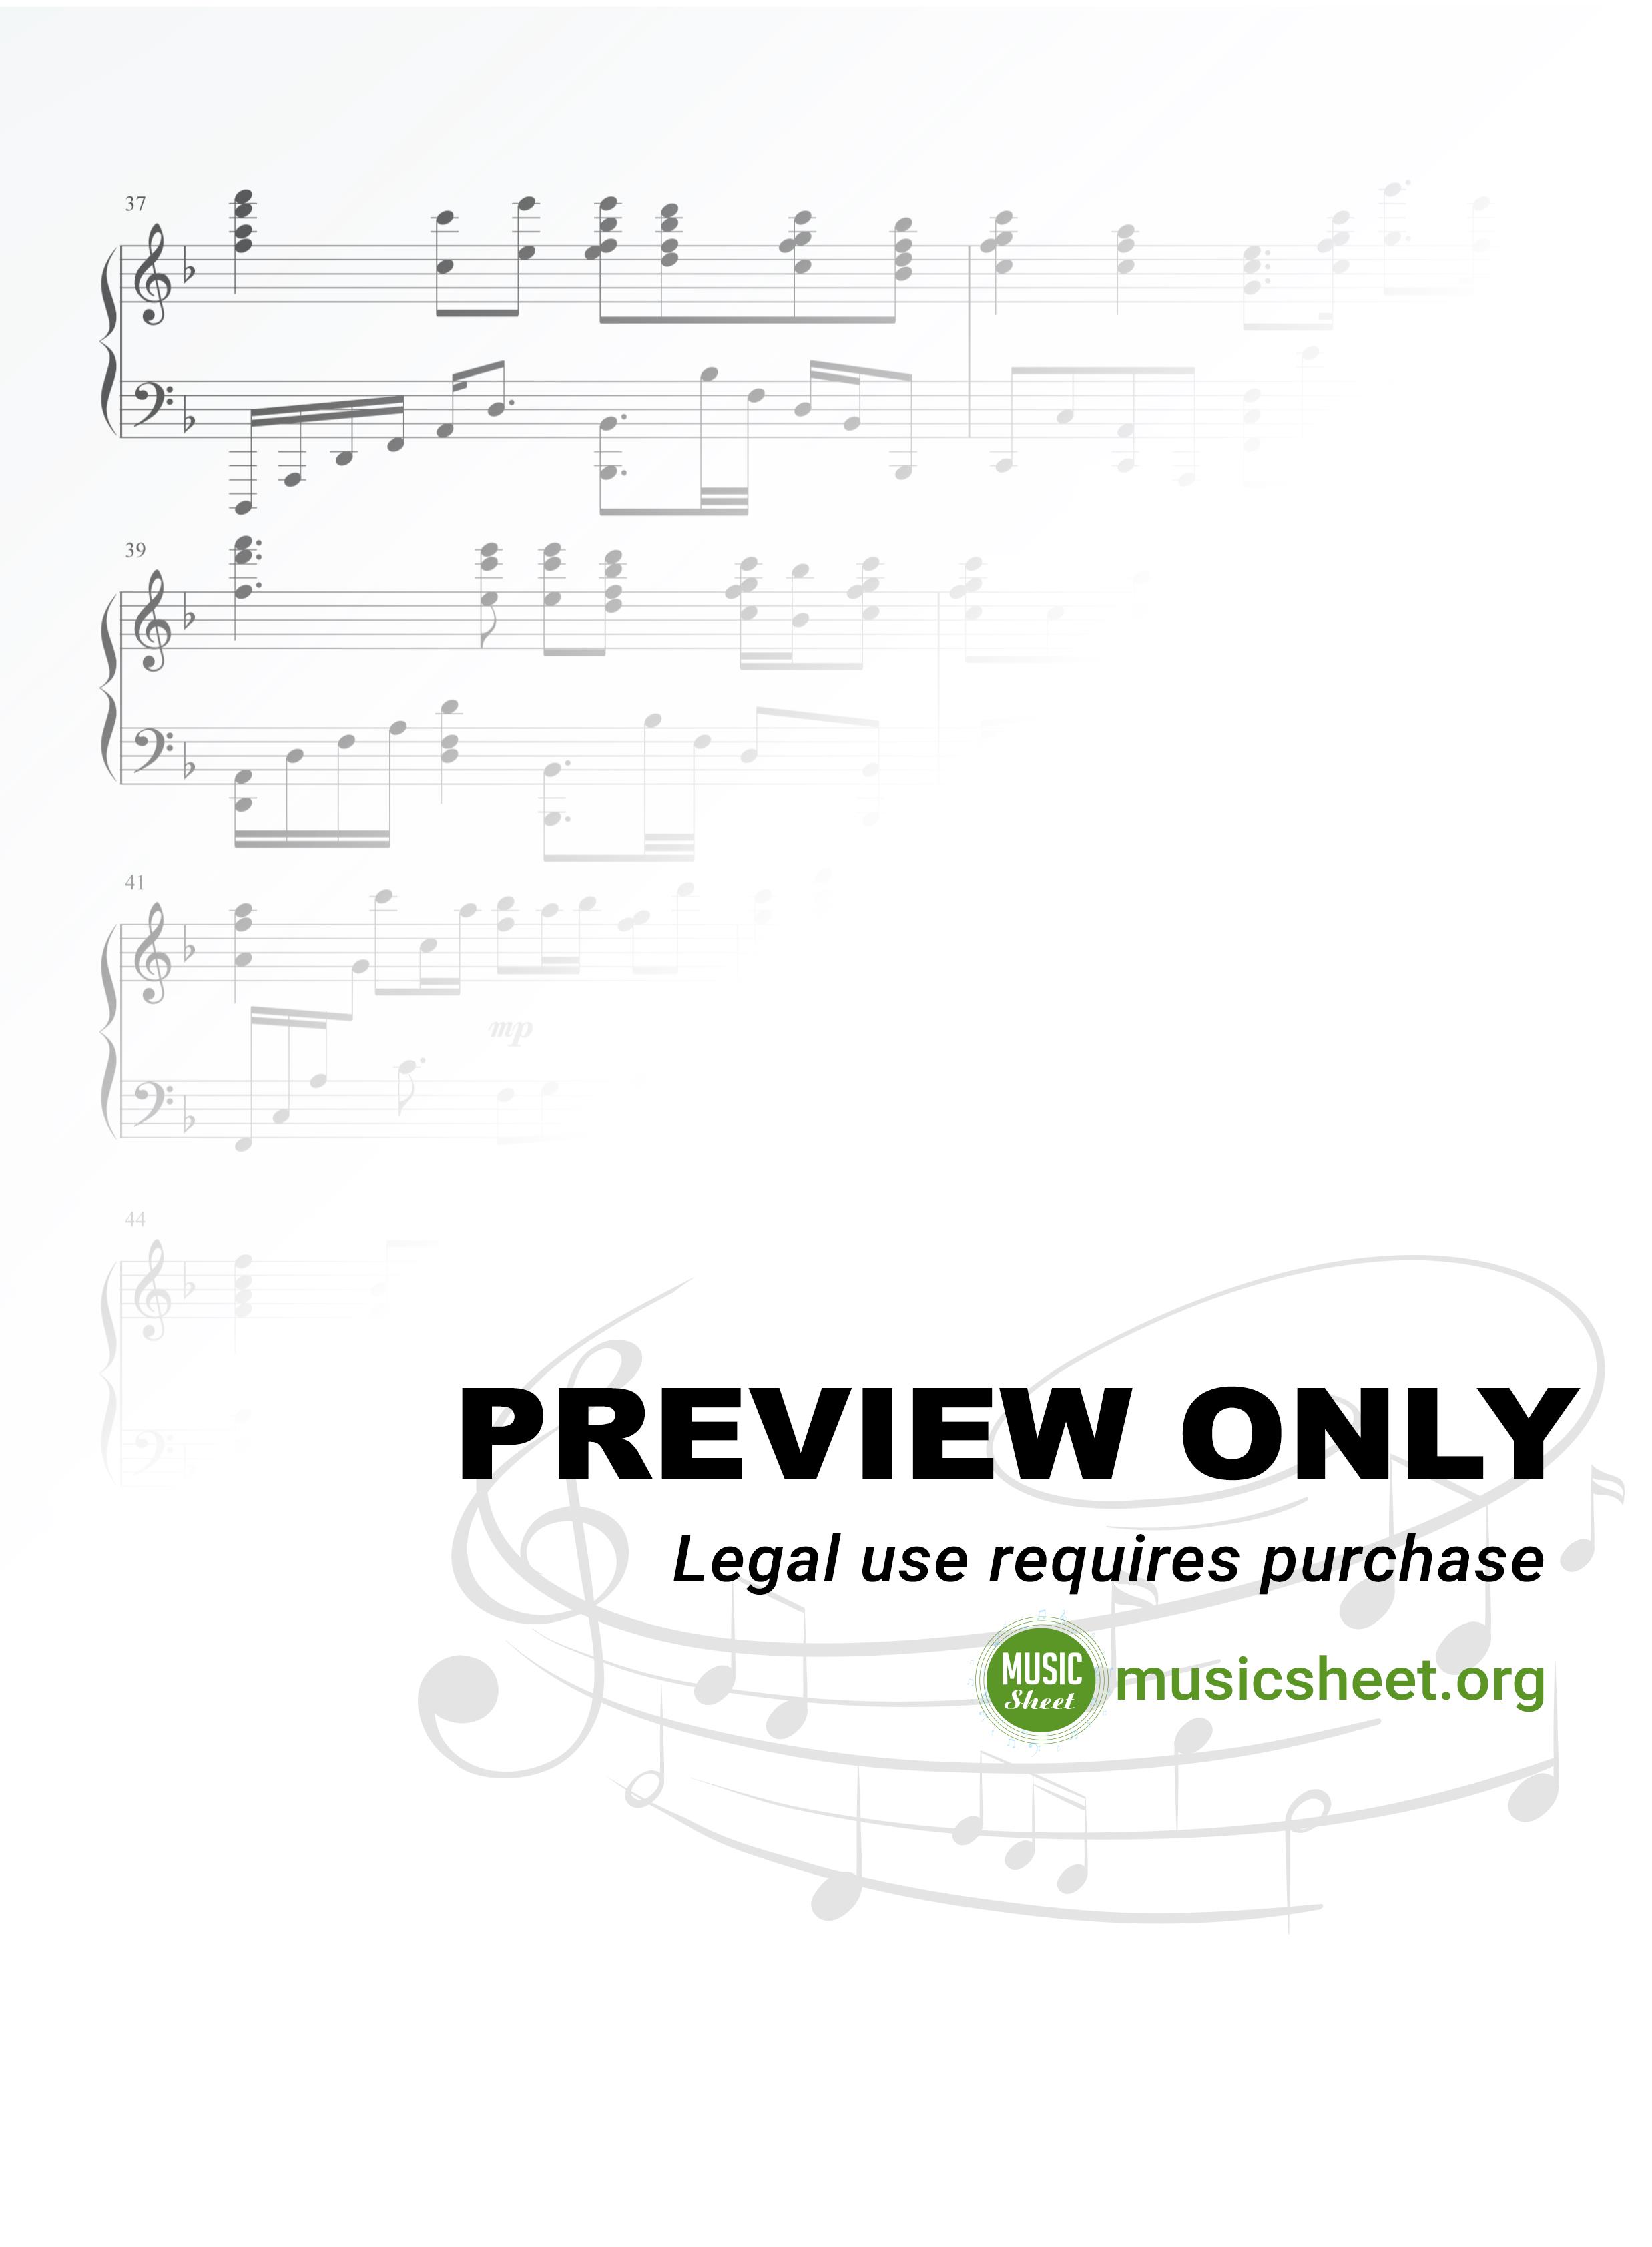 37
39
41
mp
44
PREVIEW ONLY
Legal use requires purchase
MUSIC
Sheet
musicsheet.org